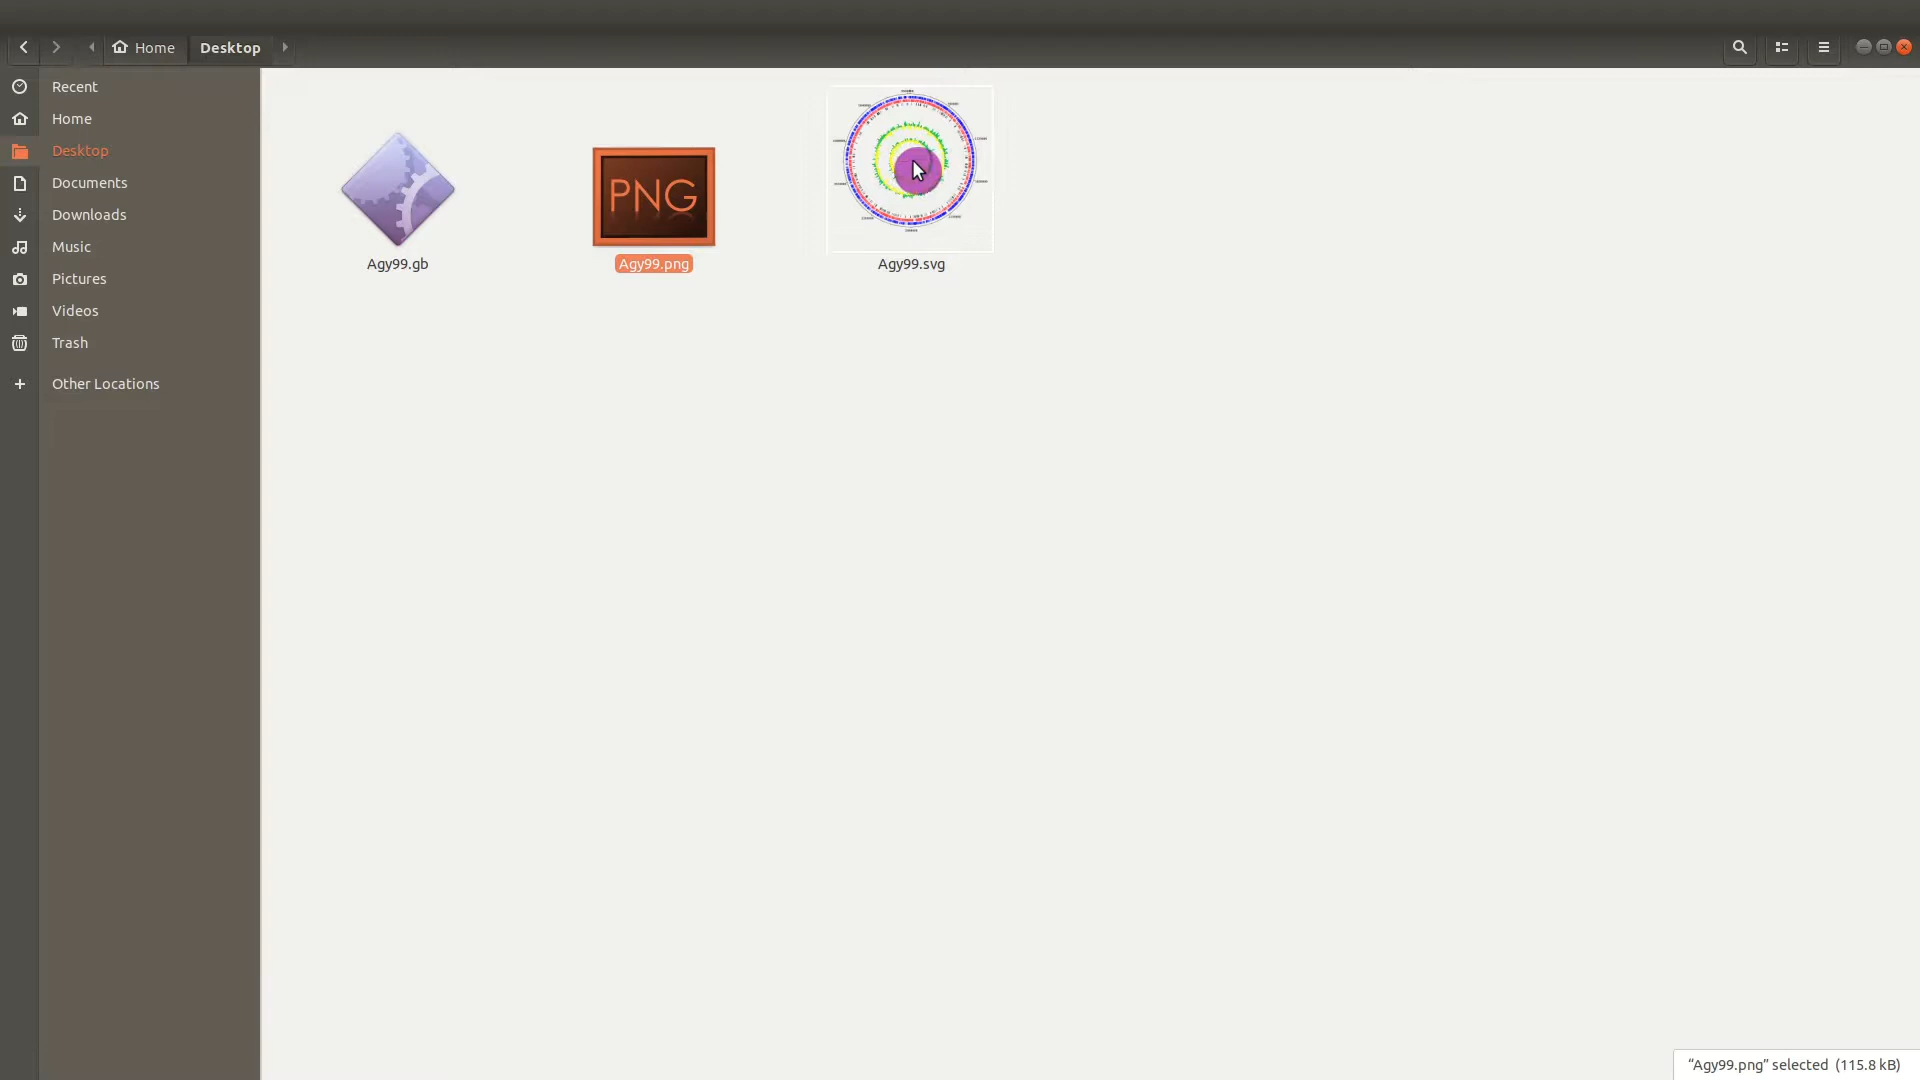 Home
Desktop
Recent
Home
Desktop
Documents
Downloads
Music
Pictures
Videos
Trash
Other Locations
PNG
Agy99.gb
Agy99.png
Agy99.svg
“Agy99.png” selected (115.8 kB)